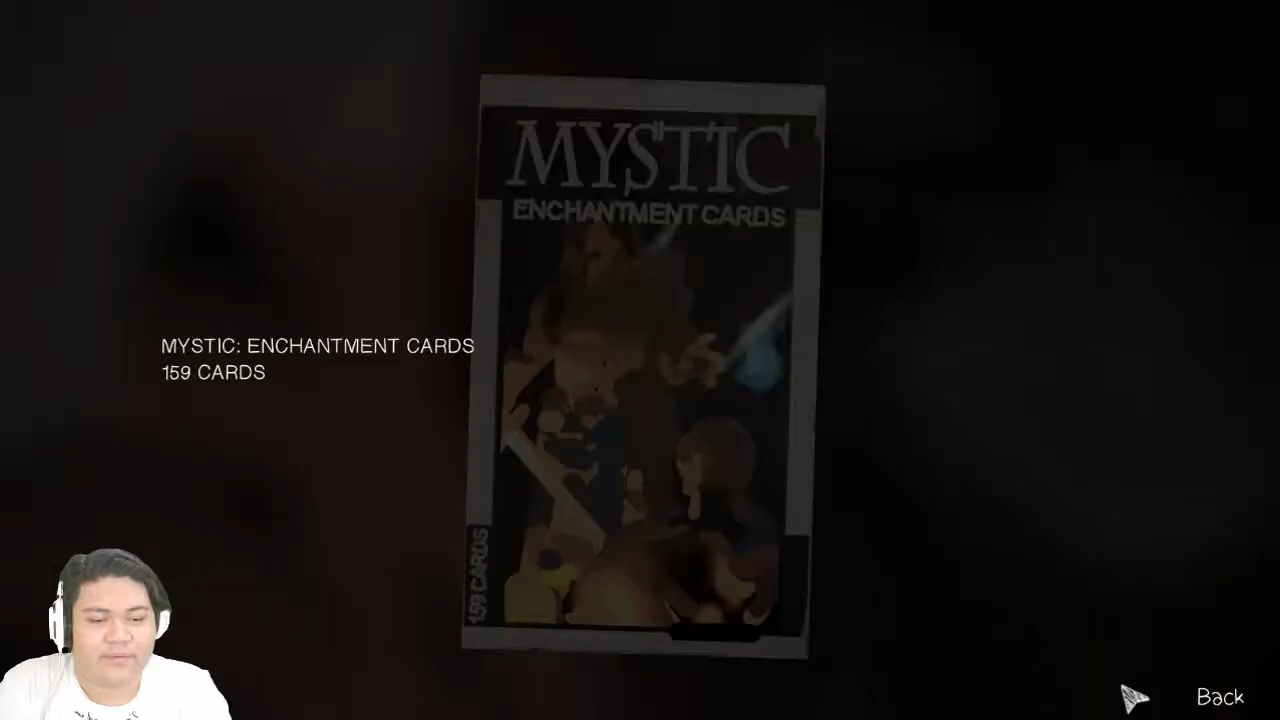 MYSTIC
ENCHANTMENT CARDS
MYSTIC: ENCHANTMENT CARDS
159 CARDS
159 CARDS
Back